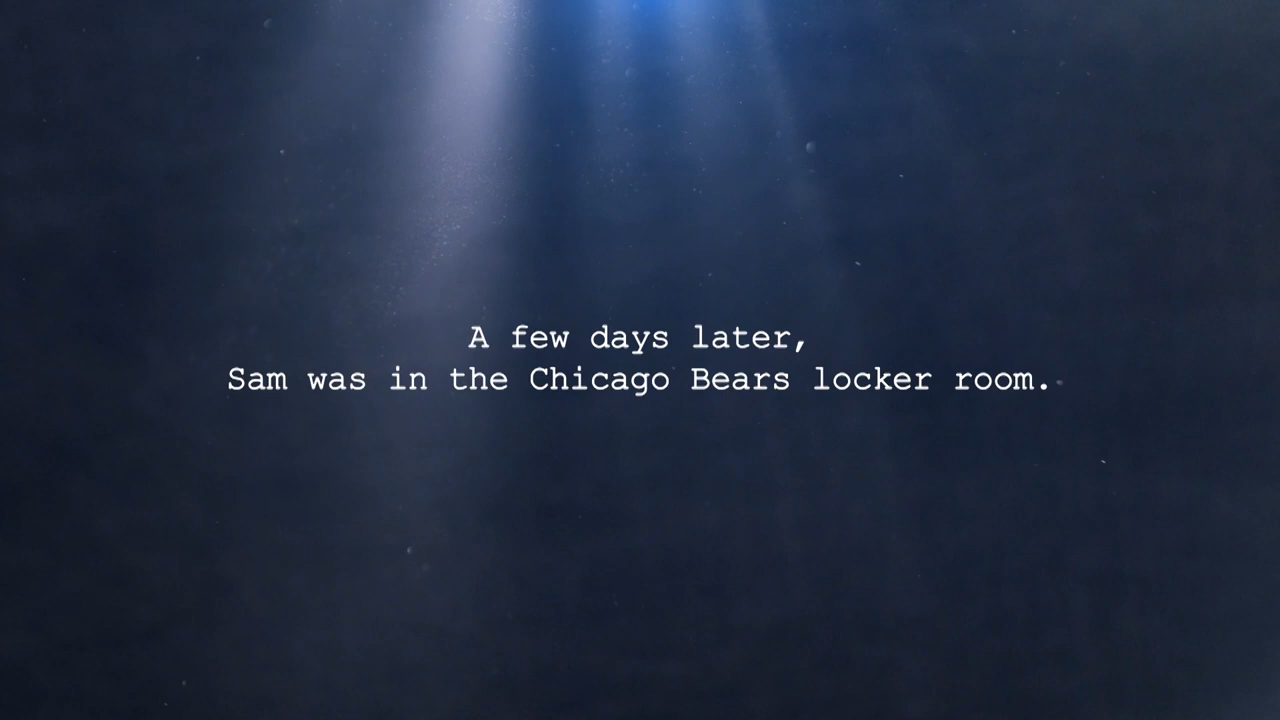 A few days later,
Sam was in the Chicago Bears locker room.